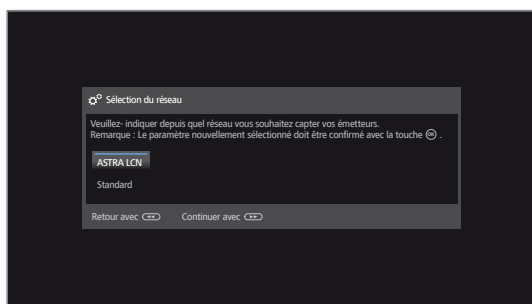 Sélection du réseau
Veuillez- indiquer depuis quel réseau vous souhaitez capter vos émetteurs.
Remarque : Le paramètre nouvellement sélectionné doit être confirmé avec la touche OK .
ASTRA LCN
Standard
Retour avec Continuer avec